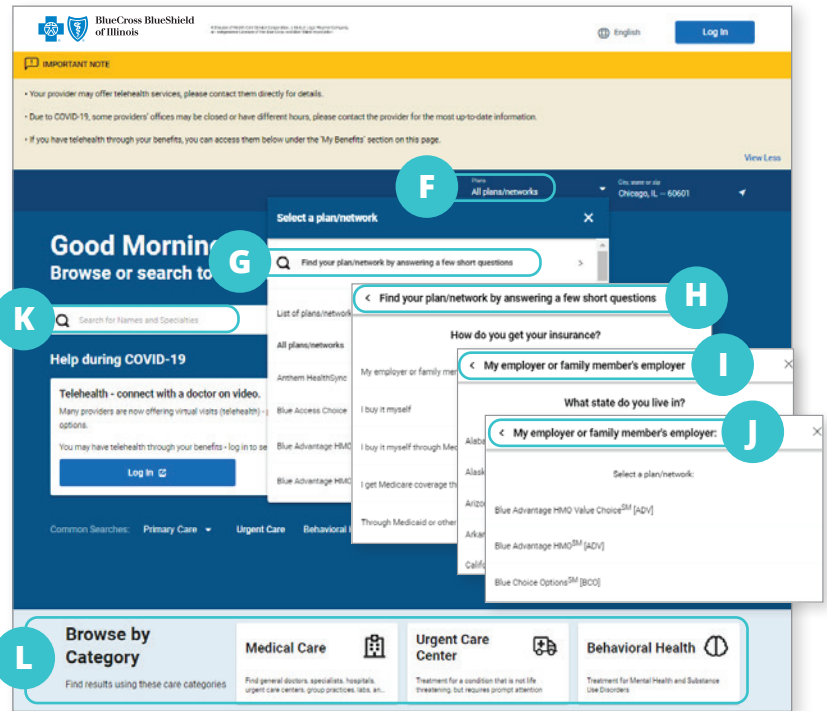 BlueCross BlueShield
of Illinois
English
Log In
IMPORTANT NOTE
• Your provider may offer telehealth services, please contact them directly for details.
• Due to COVID-19, some providers' offices may be closed or have different hours, please contact the provider for the most up-to-date information.
• If you have telehealth through your benefits, you can access them below under the 'My Benefits' section on this page.
View Less
F
Plans
All plans/networks
City, state or zip
Chicago, IL — 60601
Select a plan/network
Good Mornin
Browse or search to
G
Find your plan/network by answering a few short questions
K
Search for Names and Specialties
List of plans/network
All plans/networks
Anthem HealthSync
Blue Access Choice
Blue Advantage HMO
Blue Advantage HMO
Find your plan/network by answering a few short questions
H
How do you get your insurance?
My employer or family mem
I buy it myself
I buy it myself through Med
I get Medicare coverage th
Through Medicaid or other
My employer or family member's employer
I
What state do you live in?
Alaba
Alask
Arizo
Arkan
Califo
My employer or family member's employer:
J
Select a plan/network:
Blue Advantage HMO Value Choice℠ [ADV]
Blue Advantage HMO℠ [ADV]
Blue Choice Options℠ [BCO]
Help during COVID-19
Telehealth - connect with a doctor on video.
Many providers are now offering virtual visits (telehealth) -
options.
You may have telehealth through your benefits - log in to se
Log In
Common Searches:
Primary Care
Urgent Care
Behavioral
L
Browse by
Category
Find results using these care categories
Medical Care
Find general doctors, specialists, hospitals,
urgent care centers, group practices, labs, an...
Urgent Care
Center
Treatment for a condition that is not life
threatening, but requires prompt attention
Behavioral Health
Treatment for Mental Health and Substance
Use Disorders